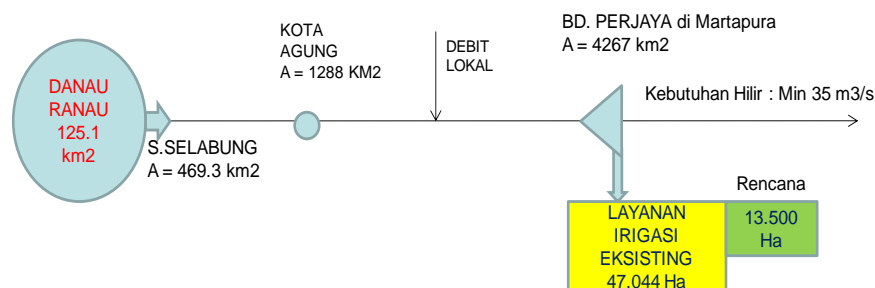 DANAU
RANAU
125.1
km2
S.SELABUNG
A = 469.3 km2
KOTA
AGUNG
A = 1288 KM2
DEBIT
LOKAL
BD. PERJAYA di Martapura
A = 4267 km2
Kebutuhan Hilir : Min 35 m3/s
LAYANAN
IRIGASI
EKSISTING
47.044 Ha
Rencana
13.500
Ha